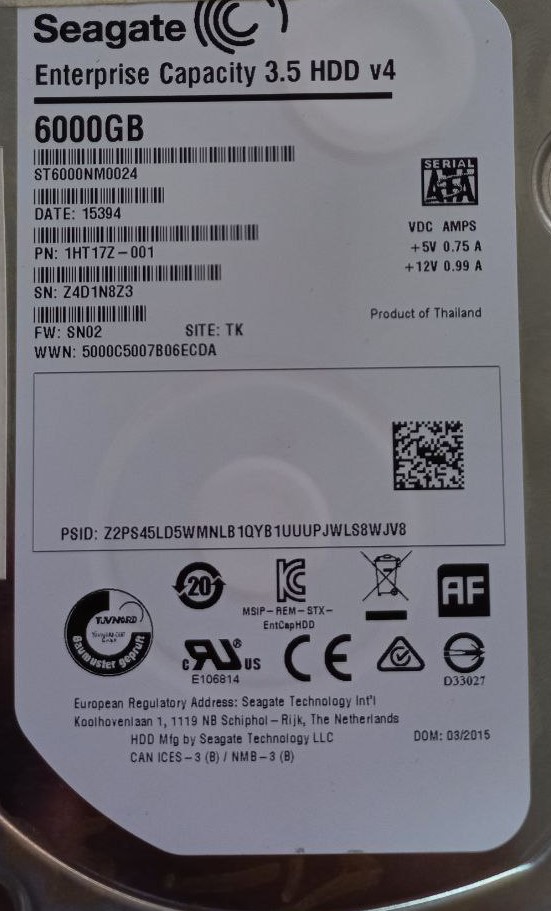 Seagate
Enterprise Capacity 3.5 HDD v4
6000GB
ST6000NM0024
SERIAL
ATA
DATE: 15394
VDC AMPS
+5V 0.75 A
PN: 1HT17Z-001
+12V 0.99 A
SN: Z4D1N8Z3
Product of Thailand
FW: SN02 SITE: TK
WWN: 5000C5007B06ECDA
PSID: Z2PS45LD5WMNLB1QYB1UUUPJWLS8WJV8
20
AF
MSIP-REM-STX-
EntCapHDD
TUVNORD
Baumuster geprüft
c RU ® US
CE
E106814
D33027
European Regulatory Address: Seagate Technology Int'l
Koolhovenlaan 1, 1119 NB Schiphol-Rijk, The Netherlands
HDD Mfg by Seagate Technology LLC
DOM: 03/2015
CAN ICES-3 (B) / NMB-3 (B)